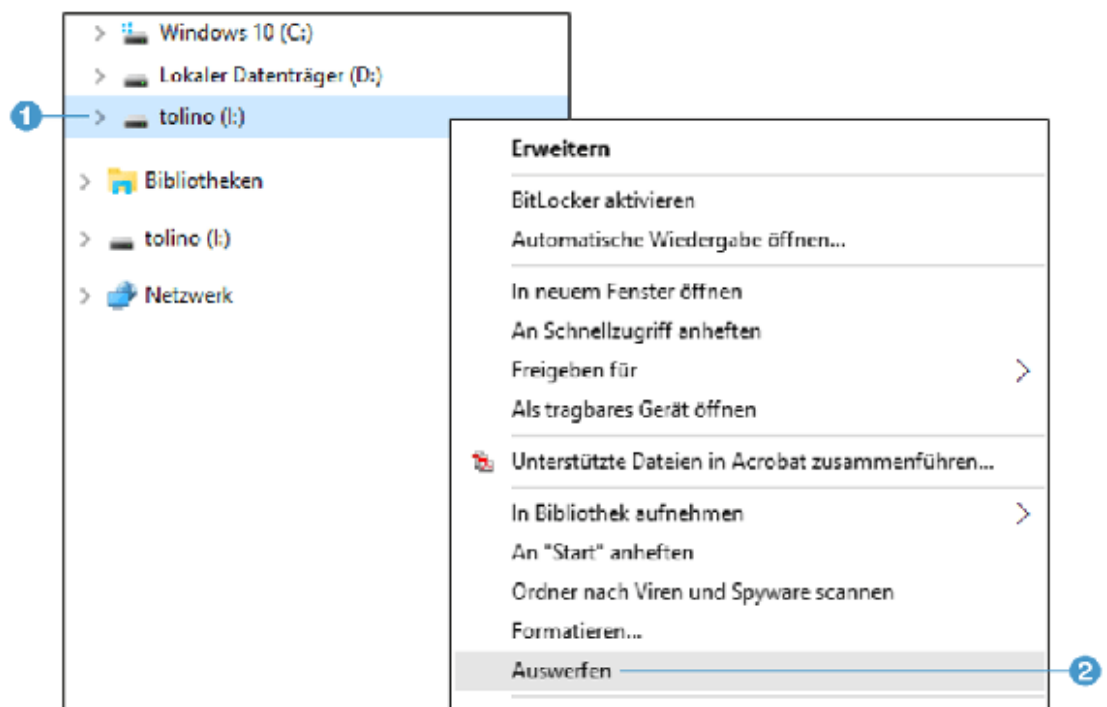 Windows 10 (C:)
Lokaler Datenträger (D:)
1
tolino (I:)
Bibliotheken
tolino (I:)
Netzwerk
Erweitern
BitLocker aktivieren
Automatische Wiedergabe öffnen...
In neuem Fenster öffnen
An Schnellzugriff anheften
Freigeben für
Als tragbares Gerät öffnen
Unterstützte Dateien in Acrobat zusammenführen...
In Bibliothek aufnehmen
An "Start" anheften
Ordner nach Viren und Spyware scannen
Formatieren...
Auswerfen
2